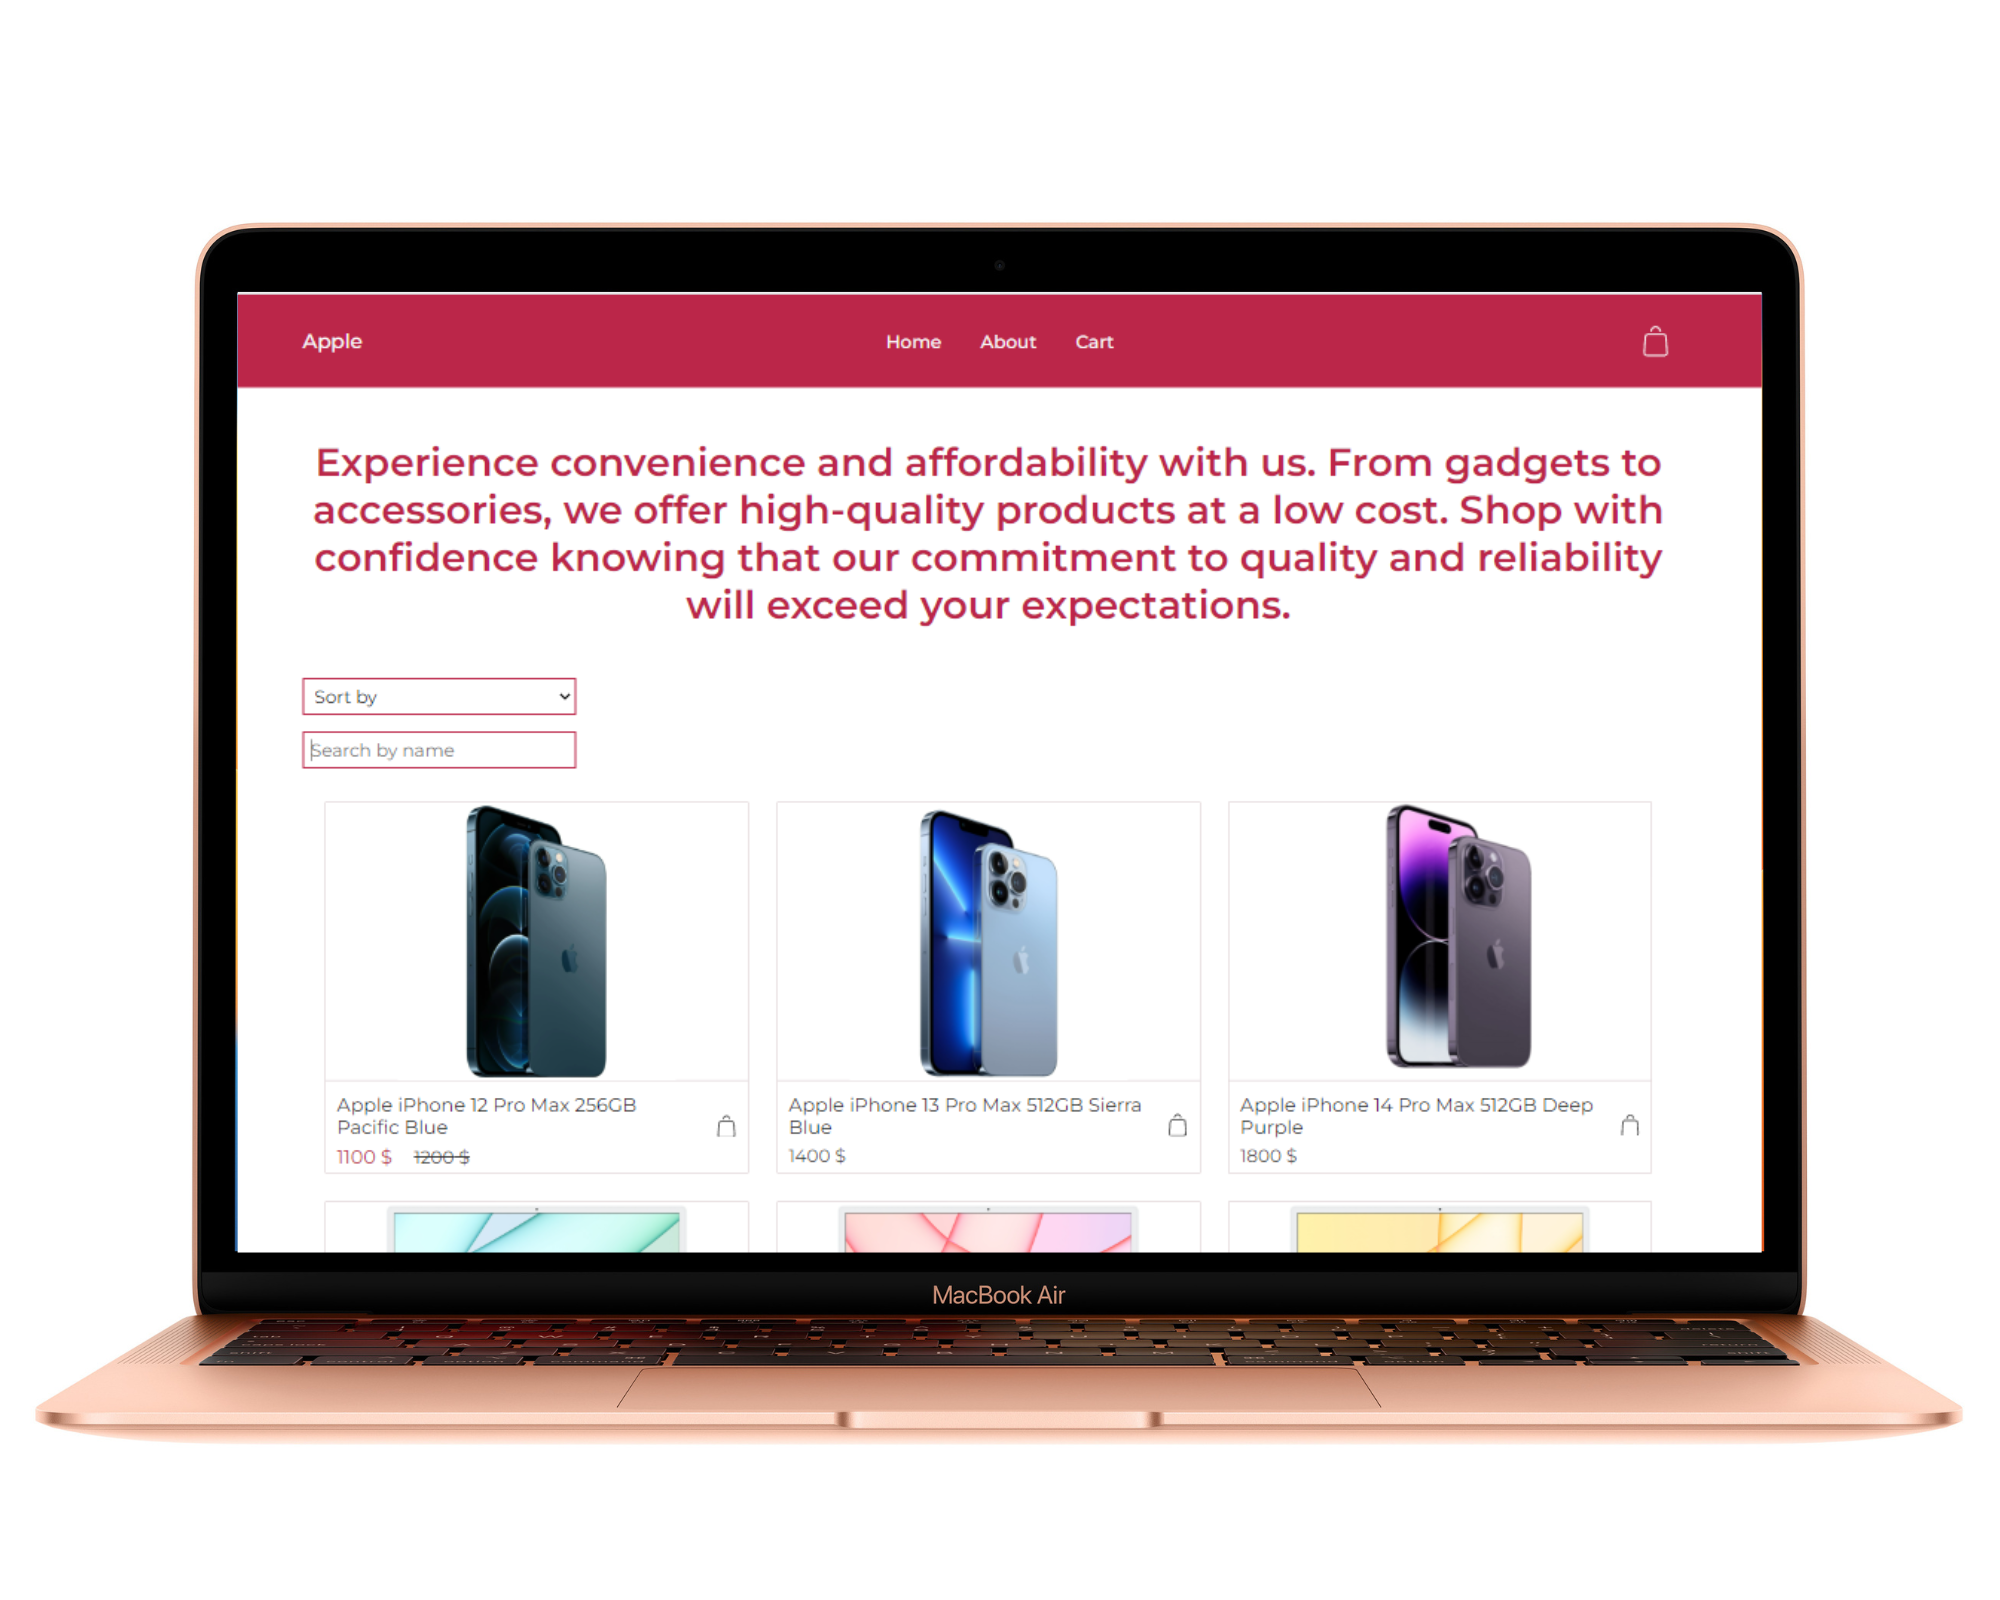 Apple
Home About Cart
Experience convenience and affordability with us. From gadgets to
accessories, we offer high-quality products at a low cost. Shop with
confidence knowing that our commitment to quality and reliability
will exceed your expectations.
Sort by
Search by name
Apple iPhone 12 Pro Max 256GB
Pacific Blue
1100 $ 1200 $
Apple iPhone 13 Pro Max 512GB Sierra
Blue
1400 $
Apple iPhone 14 Pro Max 512GB Deep
Purple
1800 $
MacBook Air